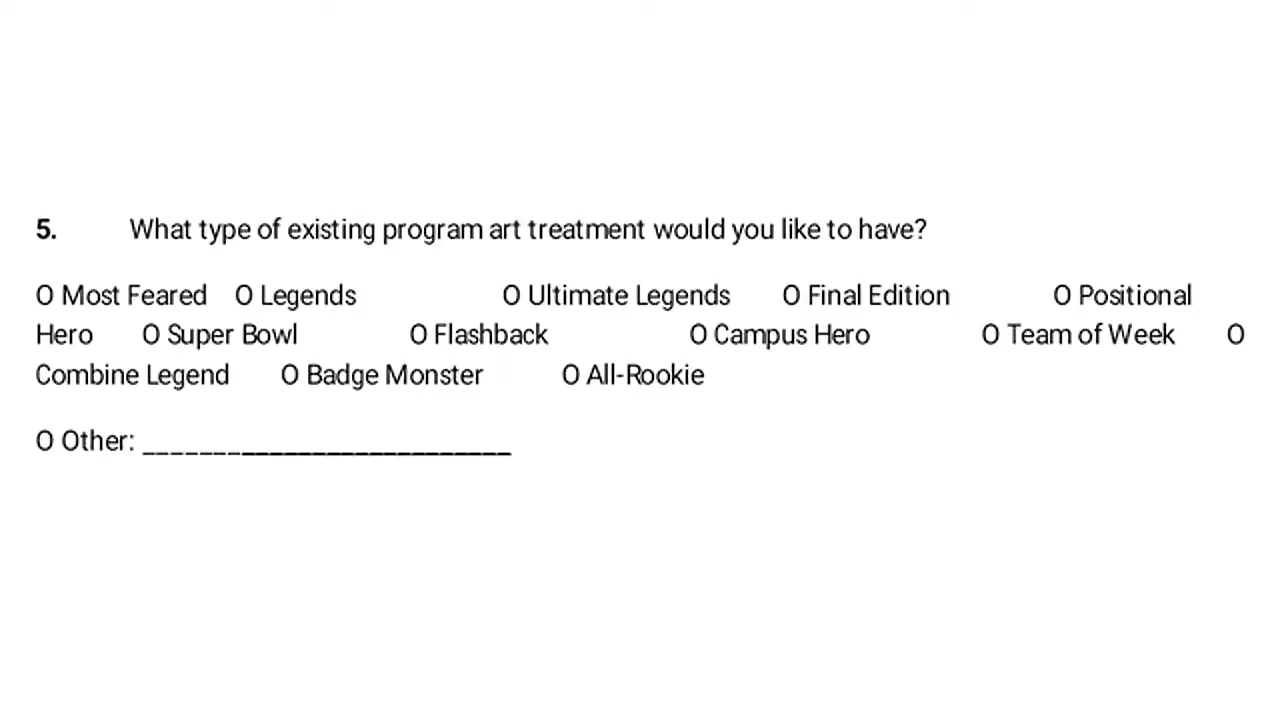 5. What type of existing program art treatment would you like to have?
O Most Feared O Legends O Ultimate Legends O Final Edition O Positional
Hero O Super Bowl O Flashback O Campus Hero O Team of Week O
Combine Legend O Badge Monster O All-Rookie
O Other: __________________________